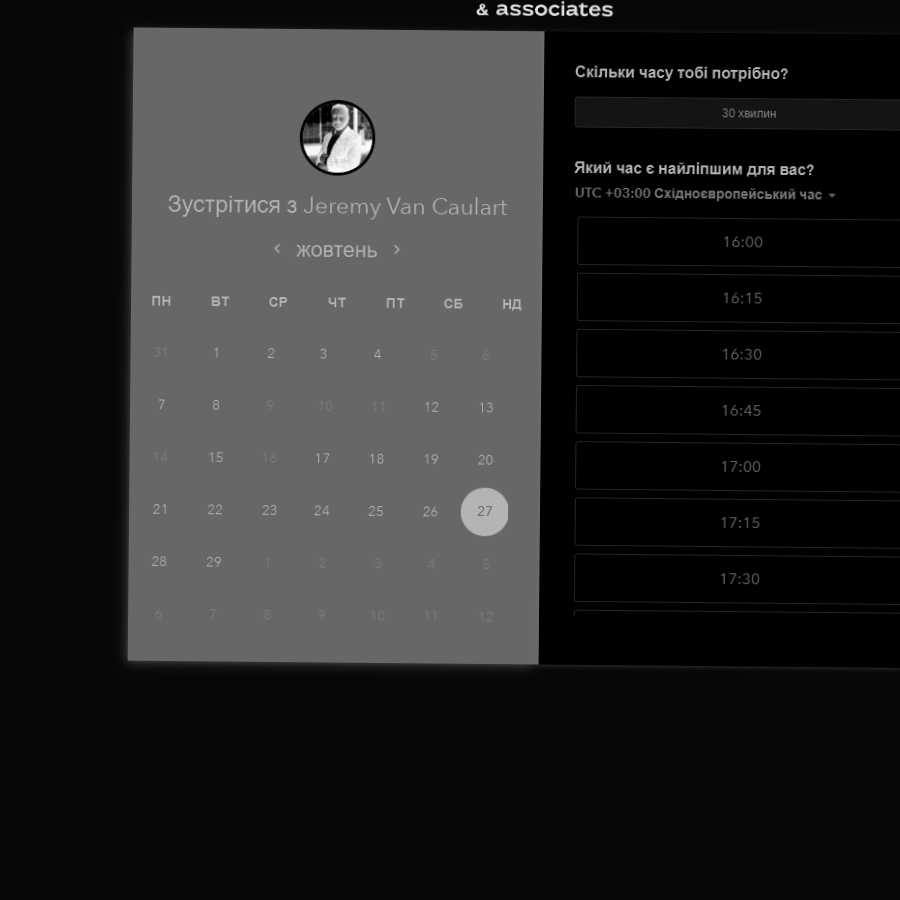 & associates
Зустрітися з Jeremy Van Caulart
жовтень
ПН ВТ СР ЧТ ПТ СБ НД
31 1 2 3 4 5 6
7 8 9 10 11 12 13
14 15 16 17 18 19 20
21 22 23 24 25 26 27
28 29 1 2 3 4 5
6 7 8 9 10 11 12
Скільки часу тобі потрібно?
30 хвилин
Який час є найліпшим для вас?
UTC +03:00 Східноєвропейський час
16:00
16:15
16:30
16:45
17:00
17:15
17:30